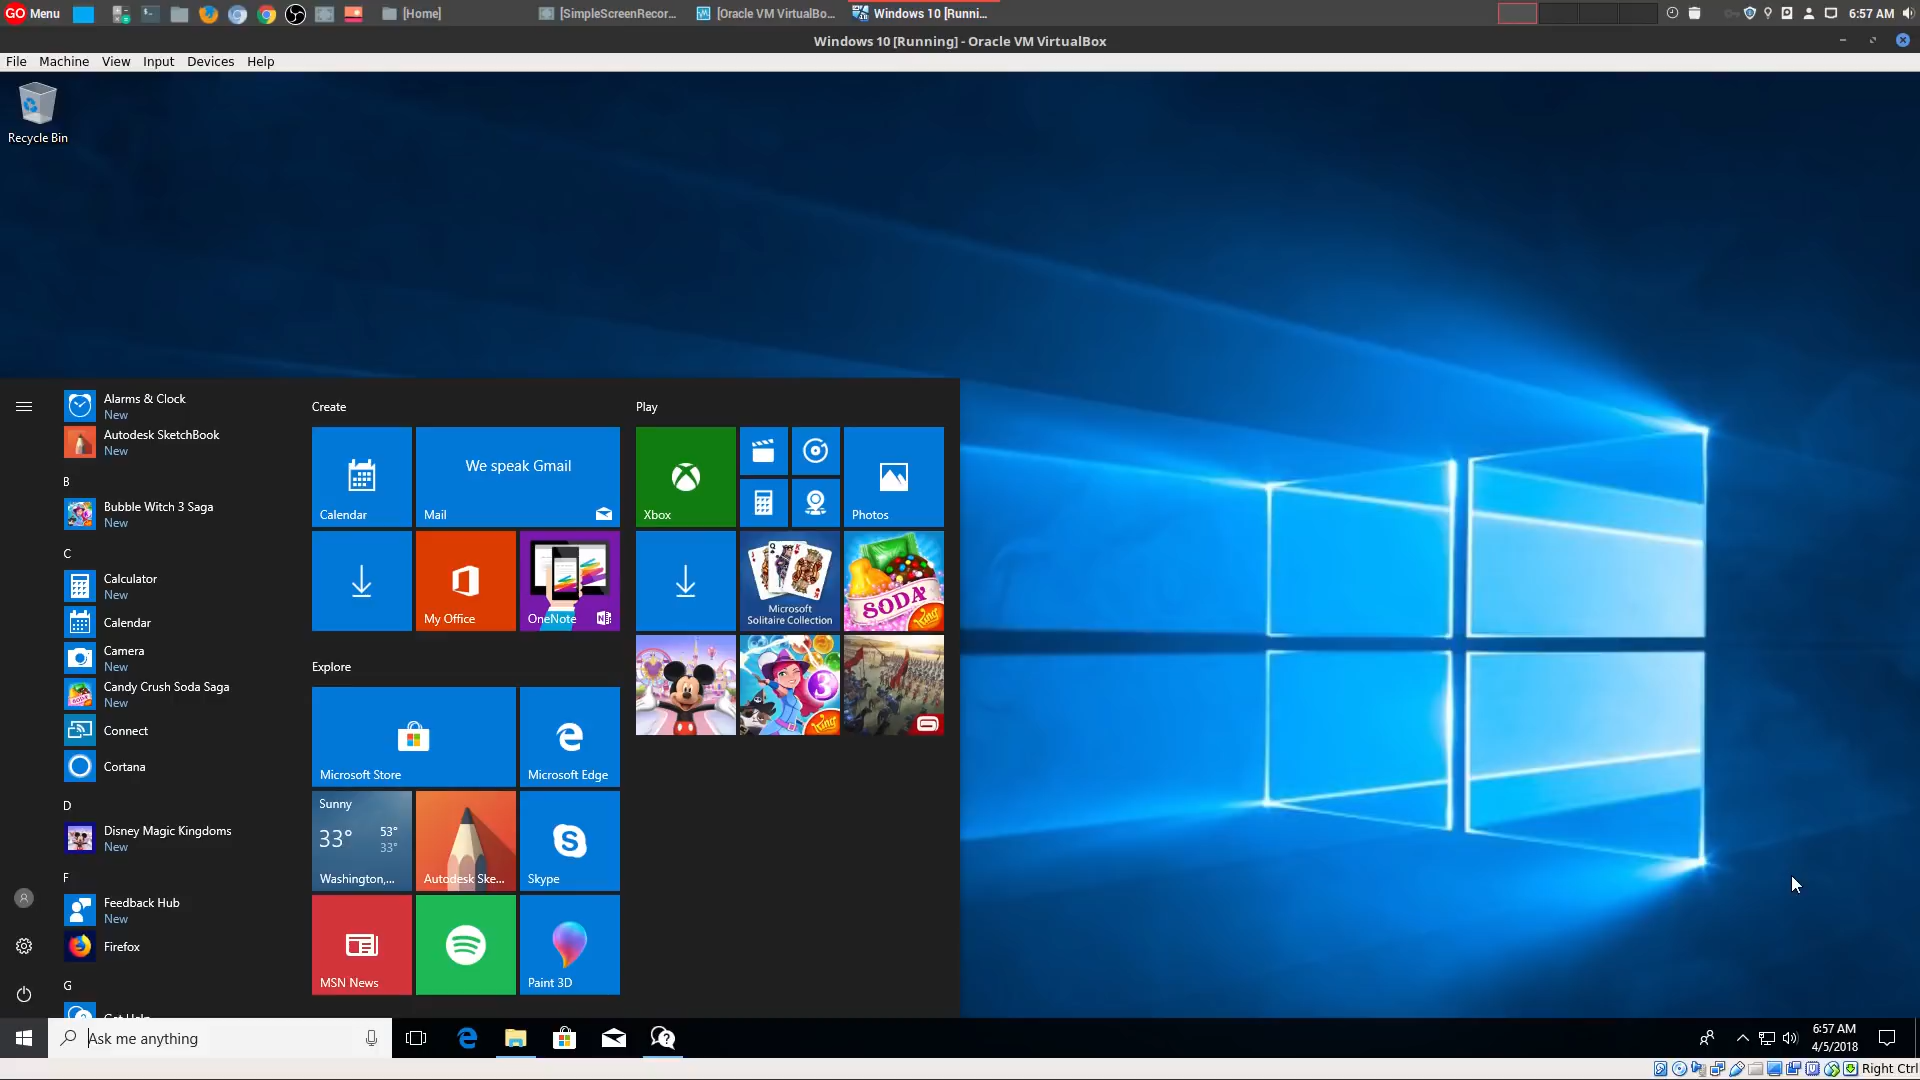 GO Menu
[Home]
[SimpleScreenRecor...
[Oracle VM VirtualBo...
Windows 10 [Runni...
6:57 AM
Windows 10 [Running] - Oracle VM VirtualBox
File Machine View Input Devices Help
Recycle Bin
Alarms & Clock
New
Autodesk SketchBook
New
B
Bubble Witch 3 Saga
New
C
Calculator
New
Calendar
Camera
New
Candy Crush Soda Saga
New
Connect
Cortana
D
Disney Magic Kingdoms
New
F
Feedback Hub
New
Firefox
G
Create
Calendar
We speak Gmail
Mail
My Office
OneNote
Explore
Microsoft Store
Microsoft Edge
Sunny
33° 53°
33°
Washington,...
Autodesk Ske...
Skype
MSN News
Paint 3D
Play
Xbox
Photos
Microsoft
Solitaire Collection
SODA
King
3
King
Ask me anything
6:57 AM
4/5/2018
Right Ctrl